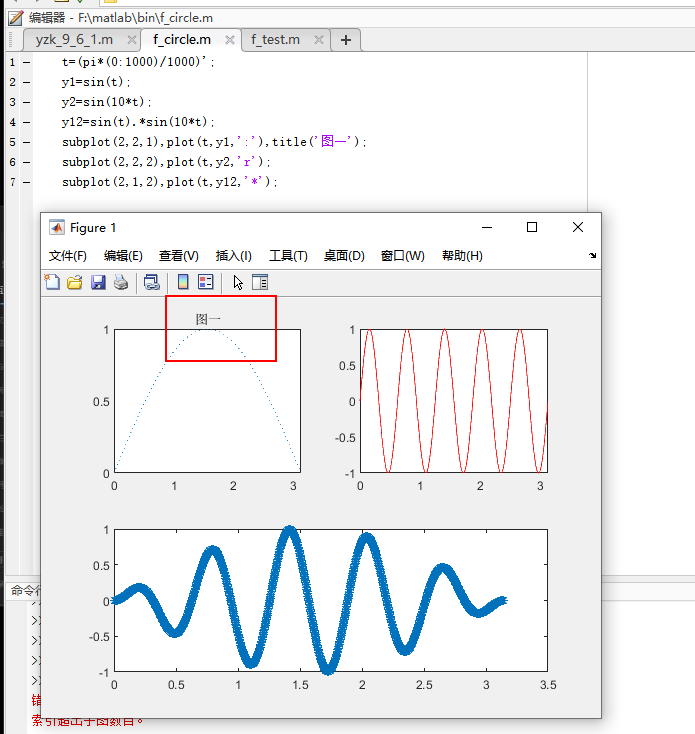 编辑器 - F:\matlab\bin\f_circle.m
yzk_9_6_1.m × f_circle.m × f_test.m × +
1 – t=(pi*(0:1000)/1000)';
2 – y1=sin(t);
3 – y2=sin(10*t);
4 – y12=sin(t).*sin(10*t);
5 – subplot(2,2,1),plot(t,y1,':'),title('图一');
6 – subplot(2,2,2),plot(t,y2,'r');
7 – subplot(2,1,2),plot(t,y12,'*');
Figure 1
文件(F) 编辑(E) 查看(V) 插入(I) 工具(T) 桌面(D) 窗口(W) 帮助(H)
图一
1
0.5
0
0 1 2 3
1
0.5
0
-0.5
-1
0 1 2 3
1
0.5
0
-0.5
-1
0 0.5 1 1.5 2 2.5 3 3.5
命令行
索引超出子图数目。